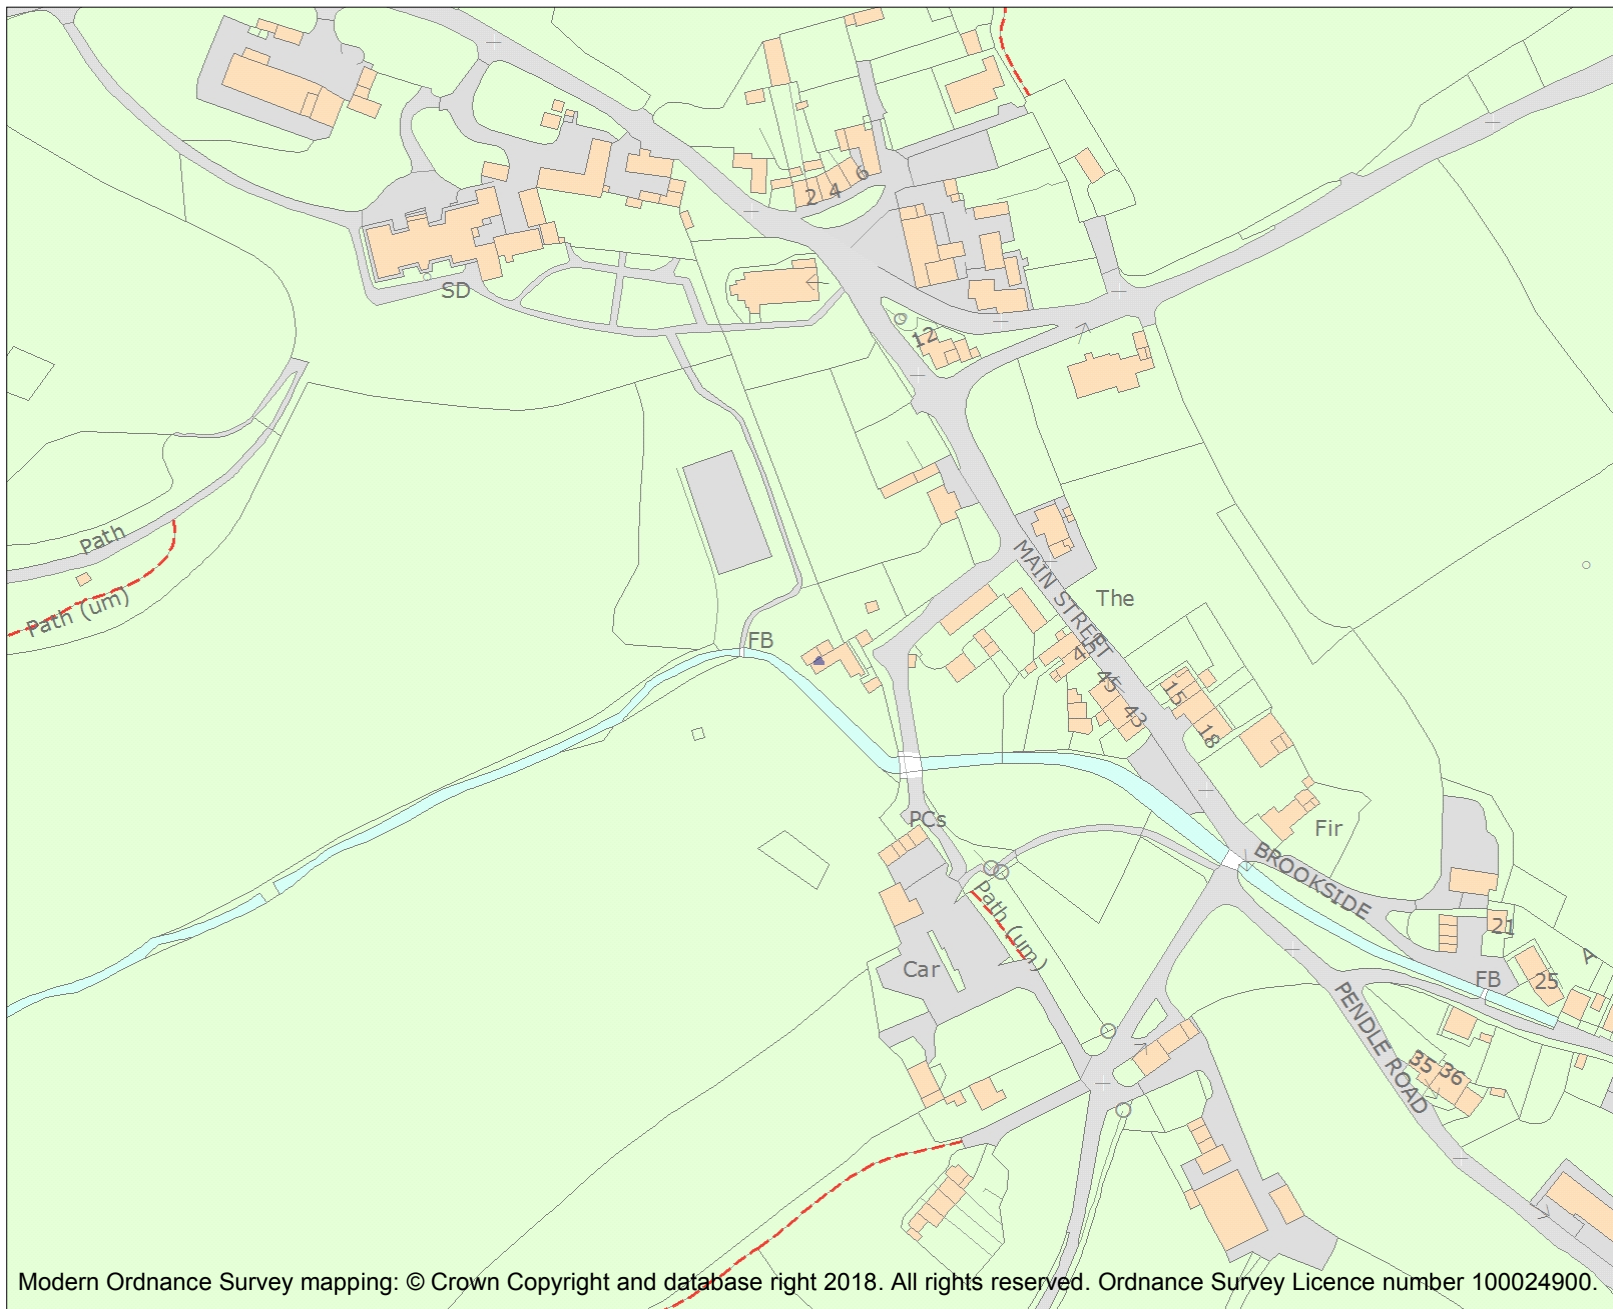 2 4 6
SD
12
Path
Path (um)
MAIN STREET
The
FB
45
45
43
15
18
PCs
Fir
BROOKSIDE
Path (um)
Car
21
A
25
FB
PENDLE ROAD
35 36
Modern Ordnance Survey mapping: © Crown Copyright and database right 2018. All rights reserved. Ordnance Survey Licence number 100024900.